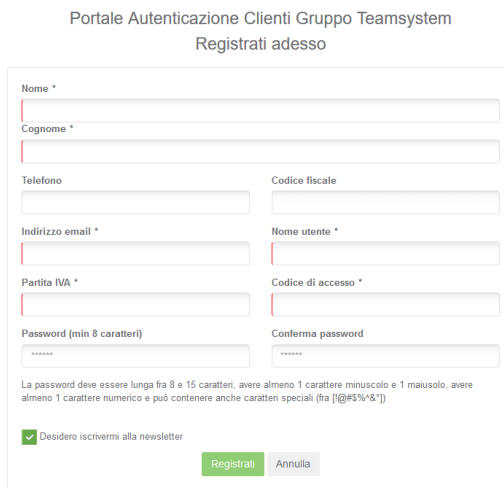 Portale Autenticazione Clienti Gruppo Teamsystem
Registrati adesso
Nome *
Cognome *
Telefono
Codice fiscale
Indirizzo email *
Nome utente *
Partita IVA *
Codice di accesso *
Password (min 8 caratteri)
Conferma password
******
******
La password deve essere lunga fra 8 e 15 caratteri, avere almeno 1 carattere minuscolo e 1 maiusolo, avere
almeno 1 carattere numerico e può contenere anche caratteri speciali (fra [!@#$%^&*])
Desidero iscrivermi alla newsletter
Registrati
Annulla